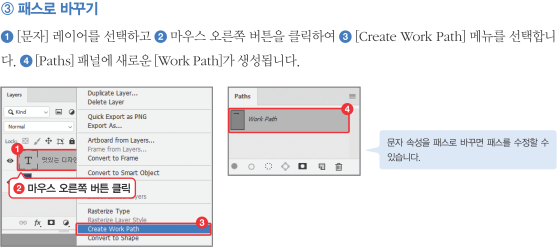 ③ 패스로 바꾸기
❶ [문자] 레이어를 선택하고 ❷ 마우스 오른쪽 버튼을 클릭하여 ❸ [Create Work Path] 메뉴를 선택합니
다. ❹ [Paths] 패널에 새로운 [Work Path]가 생성됩니다.
Layers
Kind
Normal
Lock:
1
T 맛있는 디자인
❷ 마우스 오른쪽 버튼 클릭
fx
Duplicate Layer...
Delete Layer
Quick Export as PNG
Export As...
Artboard from Layers...
Frame from Layers...
Convert to Frame
Convert to Smart Object
Rasterize Type
Rasterize Layer Style
Create Work Path
3
Convert to Shape
Paths
4
Work Path
문자 속성을 패스로 바꾸면 패스를 수정할 수
있습니다.